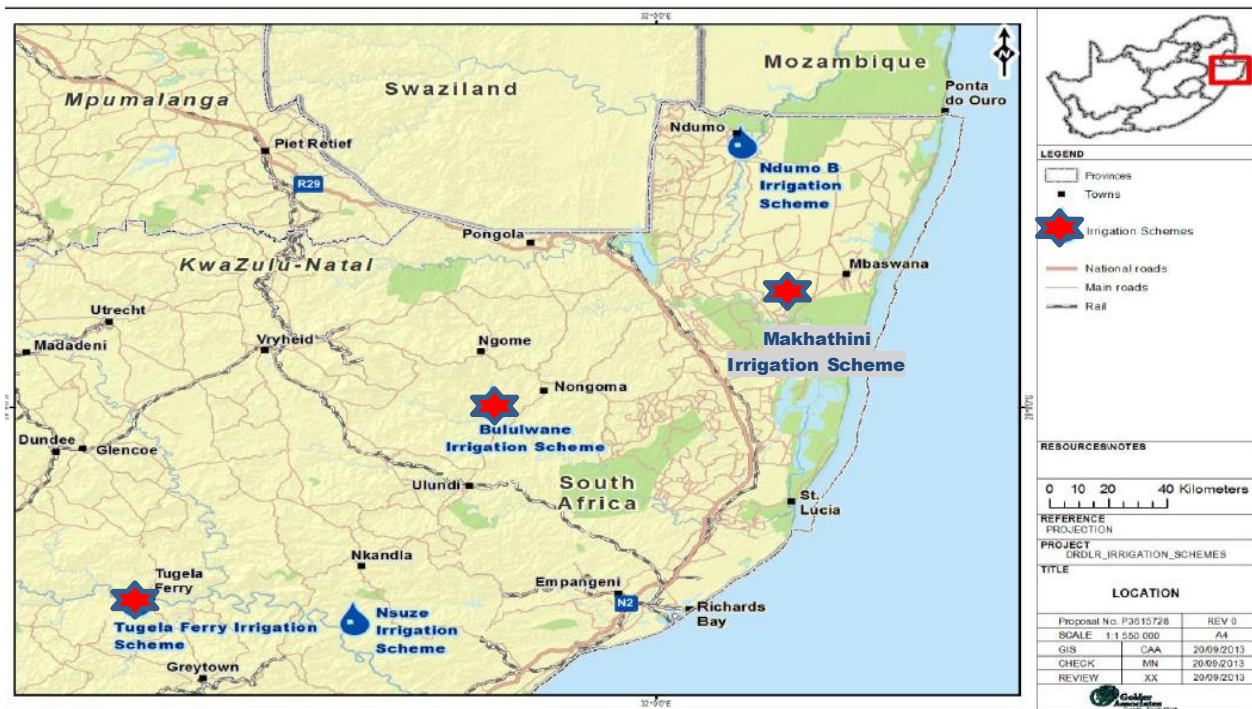 32°0'0"E
Mozambique
Swaziland
Mpumalanga
Ponta
do Ouro
N
Ndumo
Piet Retief
Ndumo B
Irrigation
Scheme
R29
Pongola
KwaZulu-Natal
Mbaswana
Utrecht
Madadeni
Vryheid
Ngome
Makhathini
Irrigation Scheme
Nongoma
Bululwane
Irrigation Scheme
Dundee
Glencoe
Ulundi
South
Africa
St.
Lucia
Nkandla
Tugela
Ferry
Empangeni
N2
Richards
Bay
Tugela Ferry Irrigation
Scheme
Nsuze
Irrigation
Scheme
Greytown
32°0'0"E
LEGEND
Provinces
Towns
Irrigation Schemes
National roads
Main roads
Rail
RESOURCES\NOTES
0 10 20 40 Kilometers
REFERENCE
PROJECTION
PROJECT
DRDLR_IRRIGATION_SCHEMES
TITLE
LOCATION
Proposal No. P3615728 REV 0
SCALE 1:1 550 000 A4
GIS CAA 20/09/2013
CHECK MN 20/09/2013
REVIEW XX 20/09/2013
Golder
Associates